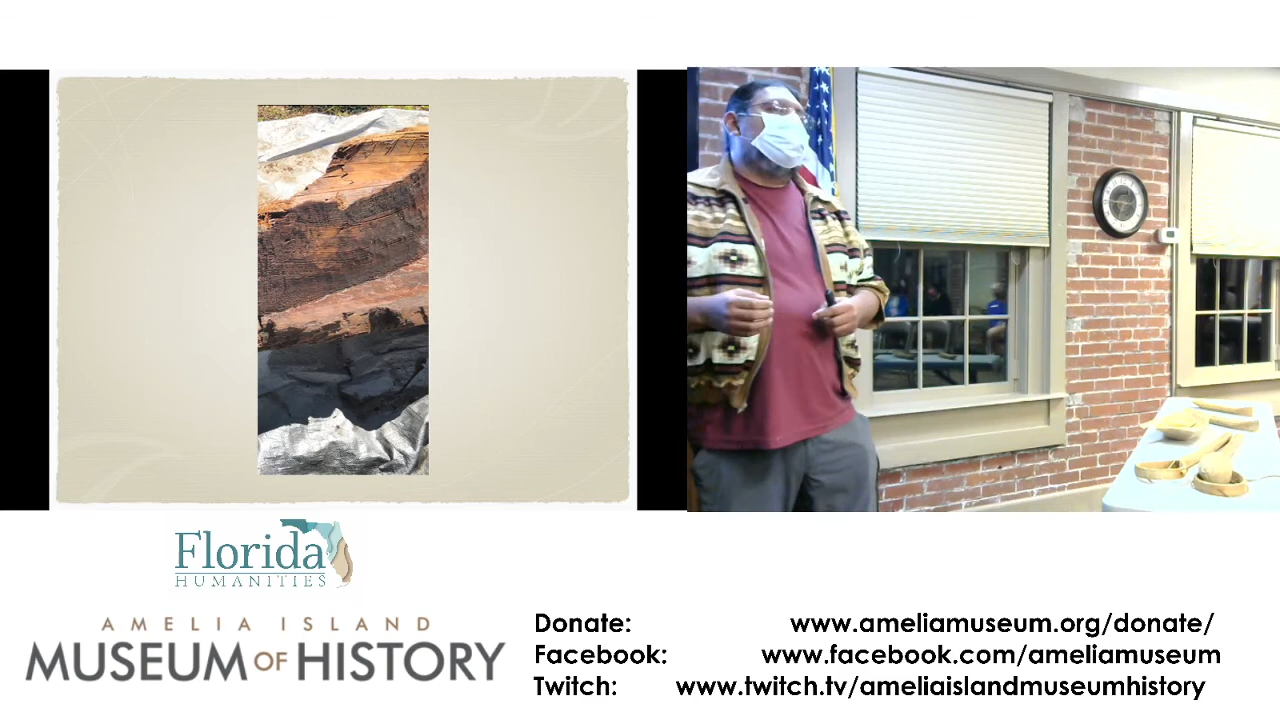 Florida
HUMANITIES
AMELIA ISLAND
MUSEUM OF HISTORY
Donate: www.ameliamuseum.org/donate/
Facebook: www.facebook.com/ameliamuseum
Twitch: www.twitch.tv/ameliaislandmuseumhistory